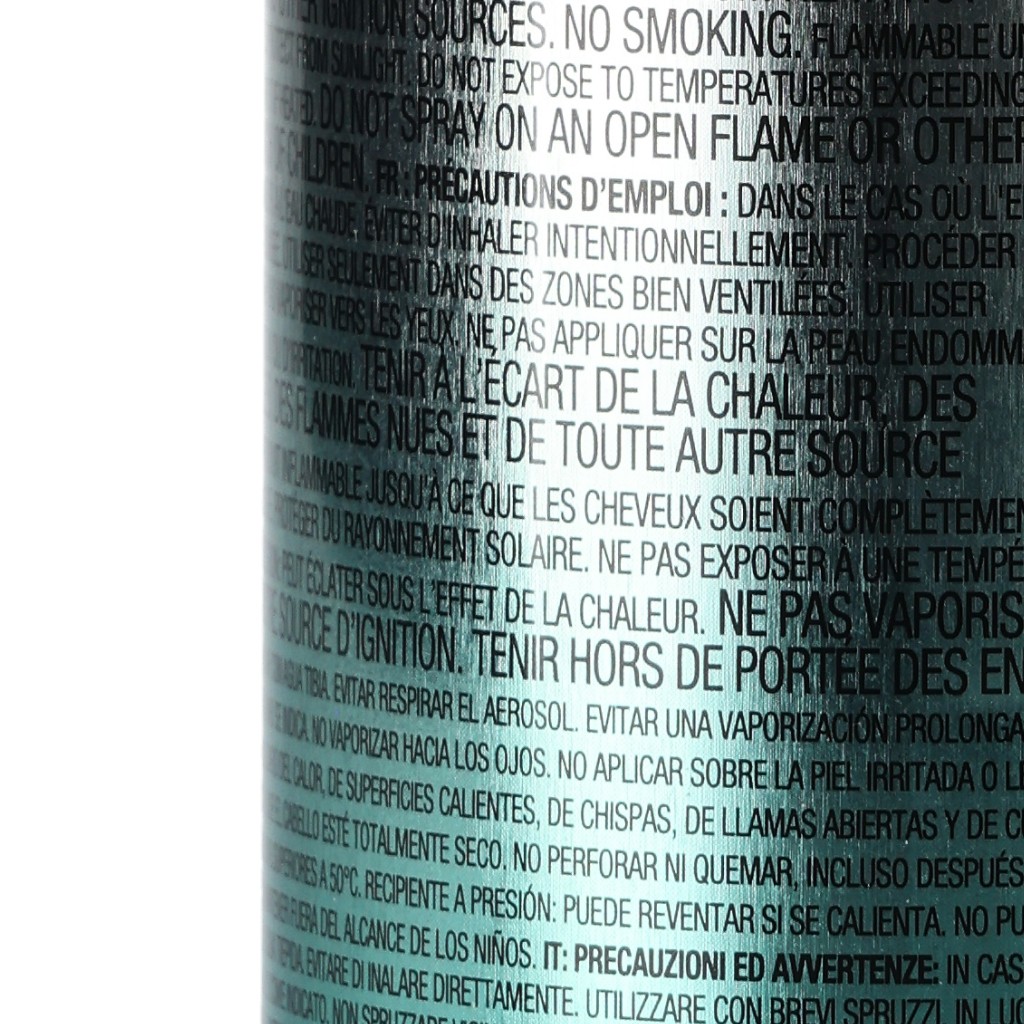 IGNITION SOURCES. NO SMOKING. FLAMMABLE
FROM SUNLIGHT. DO NOT EXPOSE TO TEMPERATURES EXCEEDING
HEATED. DO NOT SPRAY ON AN OPEN FLAME OR OTHER
OF CHILDREN. FR : PRÉCAUTIONS D'EMPLOI : DANS LE CAS OÙ L'E
EAU CHAUDE. ÉVITER D'INHALER INTENTIONNELLEMENT. PROCÉDER
UTILISER SEULEMENT DANS DES ZONES BIEN VENTILÉES. UTILISER
VERS LES YEUX. NE PAS APPLIQUER SUR LA PEAU ENDOMM
D'IRRITATION. TENIR À L'ÉCART DE LA CHALEUR, DES
DES FLAMMES NUES ET DE TOUTE AUTRE SOURCE
INFLAMMABLE JUSQU'À CE QUE LES CHEVEUX SOIENT COMPLÈTEMEN
DU RAYONNEMENT SOLAIRE. NE PAS EXPOSER À UNE TEMPÉ
PEUT ÉCLATER SOUS L'EFFET DE LA CHALEUR. NE PAS VAPORIS
SOURCE D'IGNITION. TENIR HORS DE PORTÉE DES EN
AGUA TIBIA. EVITAR RESPIRAR EL AEROSOL. EVITAR UNA VAPORIZACIÓN PROLONGA
INDICA. NO VAPORIZAR HACIA LOS OJOS. NO APLICAR SOBRE LA PIEL IRRITADA O
DEL CALOR, DE SUPERFICIES CALIENTES, DE CHISPAS, DE LLAMAS ABIERTAS Y DE
CABELLO ESTÉ TOTALMENTE SECO. NO PERFORAR NI QUEMAR, INCLUSO DESPUÉS
A 50°C. RECIPIENTE A PRESIÓN: PUEDE REVENTAR SI SE CALIENTA. NO PU
FUERA DEL ALCANCE DE LOS NIÑOS. IT: PRECAUZIONI ED AVVERTENZE: IN CAS
TIEPIDA. EVITARE DI INALARE DIRETTAMENTE. UTILIZZARE CON BREVI SPRUZZI, IN LUO
INDICATO. NON SPRUZZARE